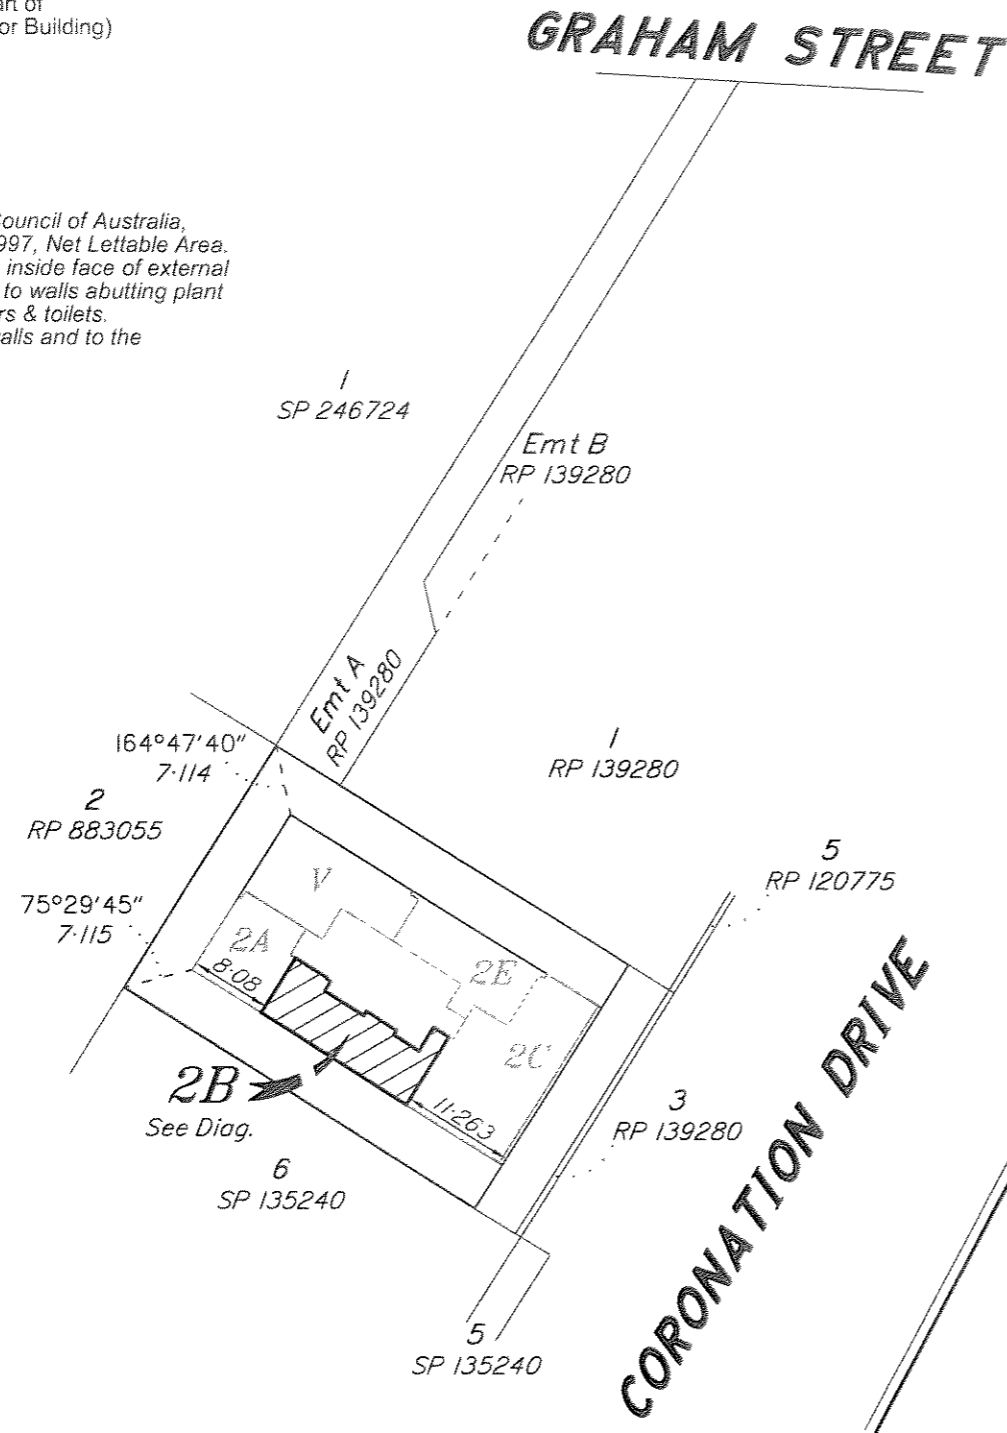 or Building)
GRAHAM STREET
ouncil of Australia,
997, Net Lettable Area.
inside face of external
to walls abutting plant
rs & toilets.
alls and to the
1
SP 246724
Emt B
RP 139280
Emt A
RP 139280
164°47'40"
7·114
1
RP 139280
2
RP 883055
5
RP 120775
75°29'45"
7·115
V
2A
2E
8·08
2C
2B
See Diag.
11·263
3
RP 139280
6
SP 135240
CORONATION DRIVE
5
SP 135240